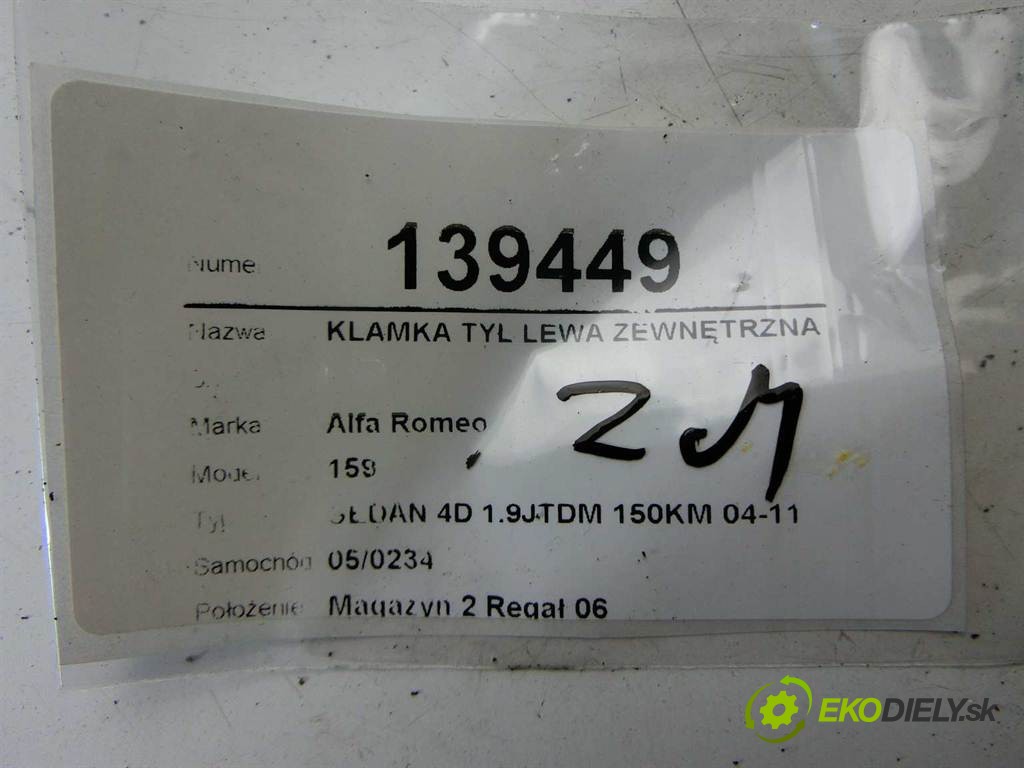 Numer 139449
Nazwa KLAMKA TYŁ LEWA ZEWNĘTRZNA
Marka Alfa Romeo
Model 159
Typ SEDAN 4D 1.9JTDM 150KM 04-11
Samochód 05/0234
Położenie Magazyn 2 Regał 06
EKODIELY.sk